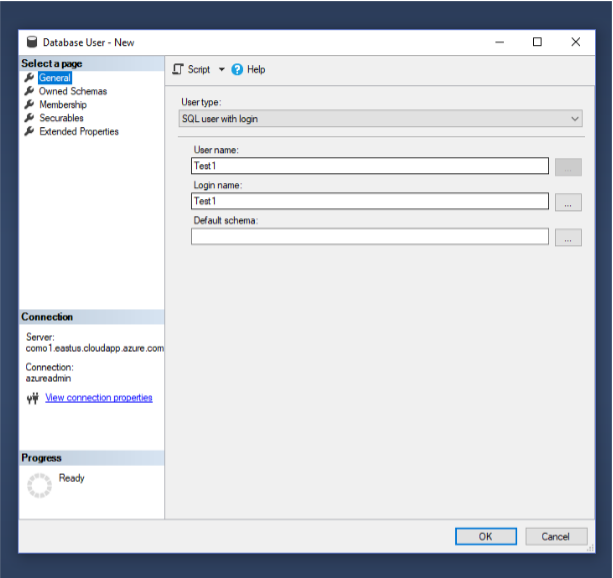 Database User - New
Select a page
General
Owned Schemas
Membership
Securables
Extended Properties
Script
Help
User type:
SQL user with login
User name:
Test1
...
Login name:
Test1
...
Default schema:
...
Connection
Server:
como1.eastus.cloudapp.azure.com
Connection:
azureadmin
View connection properties
Progress
Ready
OK
Cancel